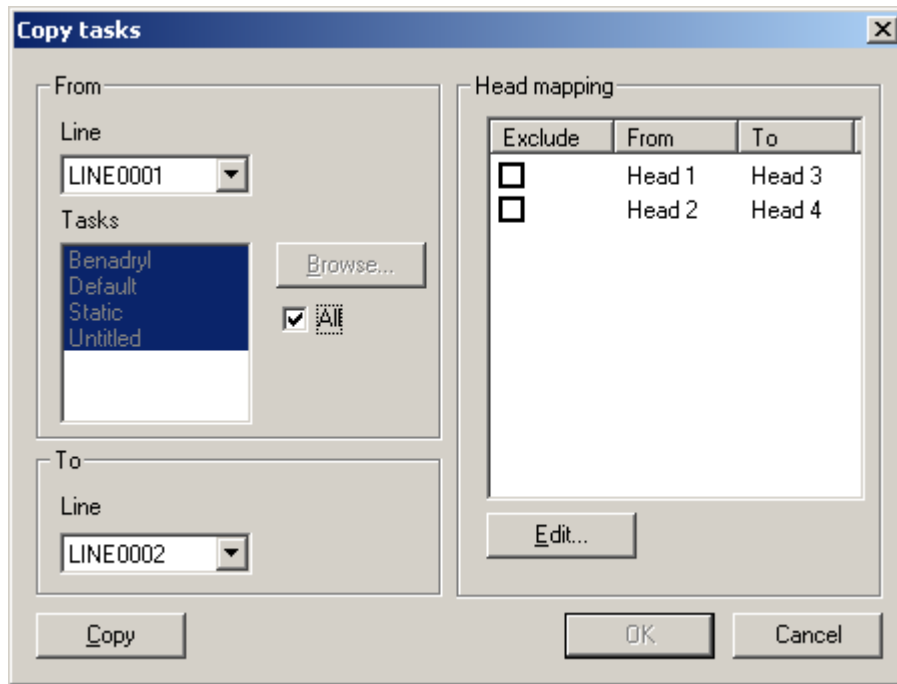 Copy tasks
From
Line
LINE0001
Tasks
Benadryl
Default
Static
Untitled
Browse...
All
To
Line
LINE0002
Head mapping
Exclude From To
Head 1 Head 3
Head 2 Head 4
Edit...
Copy
OK
Cancel